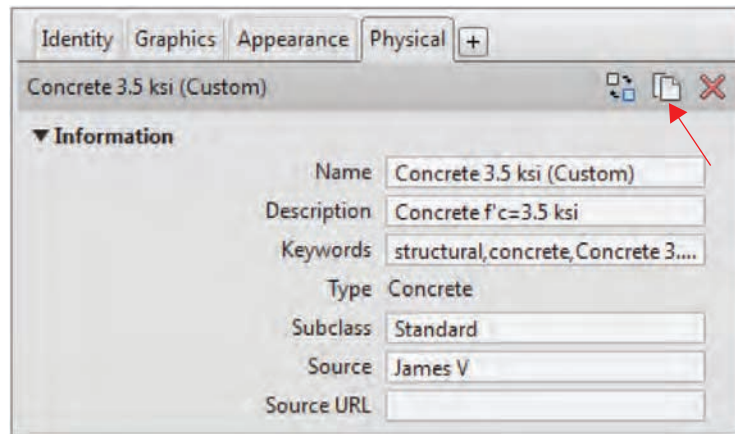 Identity Graphics Appearance Physical +
Concrete 3.5 ksi (Custom)
Information
Name Concrete 3.5 ksi (Custom)
Description Concrete f'c=3.5 ksi
Keywords structural,concrete,Concrete 3....
Type Concrete
Subclass Standard
Source James V
Source URL